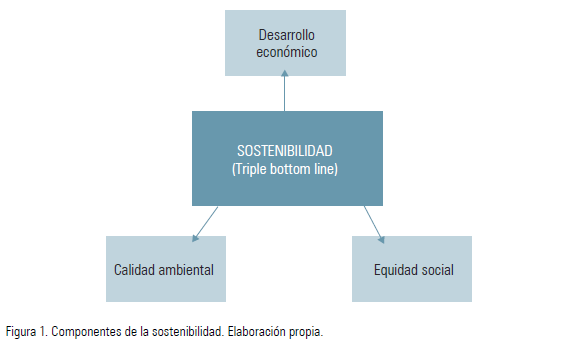 Desarrollo
económico
SOSTENIBILIDAD
(Triple bottom line)
Calidad ambiental
Equidad social
Figura 1. Componentes de la sostenibilidad. Elaboración propia.